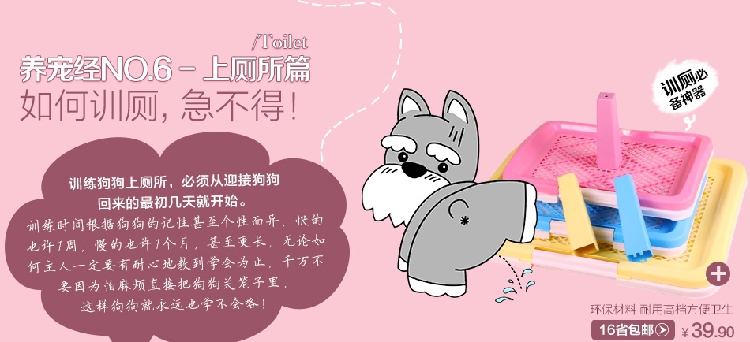 /Toilet
养宠经NO.6 - 上厕所篇
如何训厕，急不得！
训练狗狗上厕所，必须从迎接狗狗
回来的最初几天就开始。
训练时间根据狗狗的记性甚至个性而异，快的
也许1周，慢的也许1个月，甚至更长，无论如
何主人一定要有耐心地教到学会为止，千万不
要因为怕麻烦直接把狗狗关笼子里，
这样狗狗就永远也学不会咯！
训厕必
备神器
环保材料 耐用高档方便卫生
16省包邮 ¥39.90